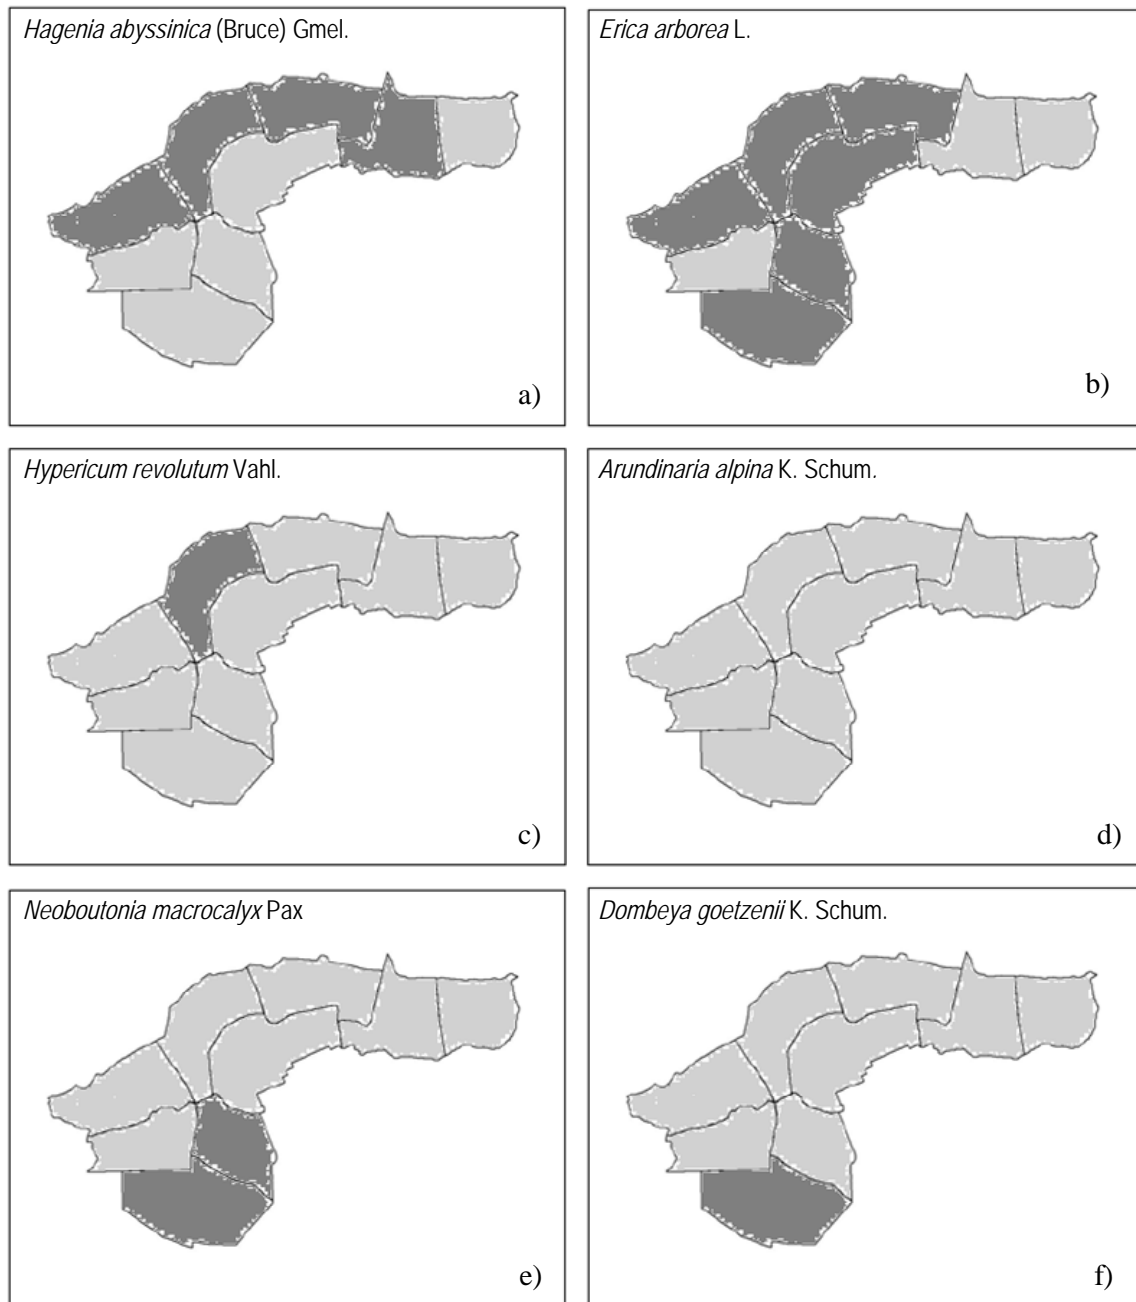 Hagenia abyssinica (Bruce) Gmel.
a)
Erica arborea L.
b)
Hypericum revolutum Vahl.
c)
Arundinaria alpina K. Schum.
d)
Neoboutonia macrocalyx Pax
e)
Dombeya goetzenii K. Schum.
f)